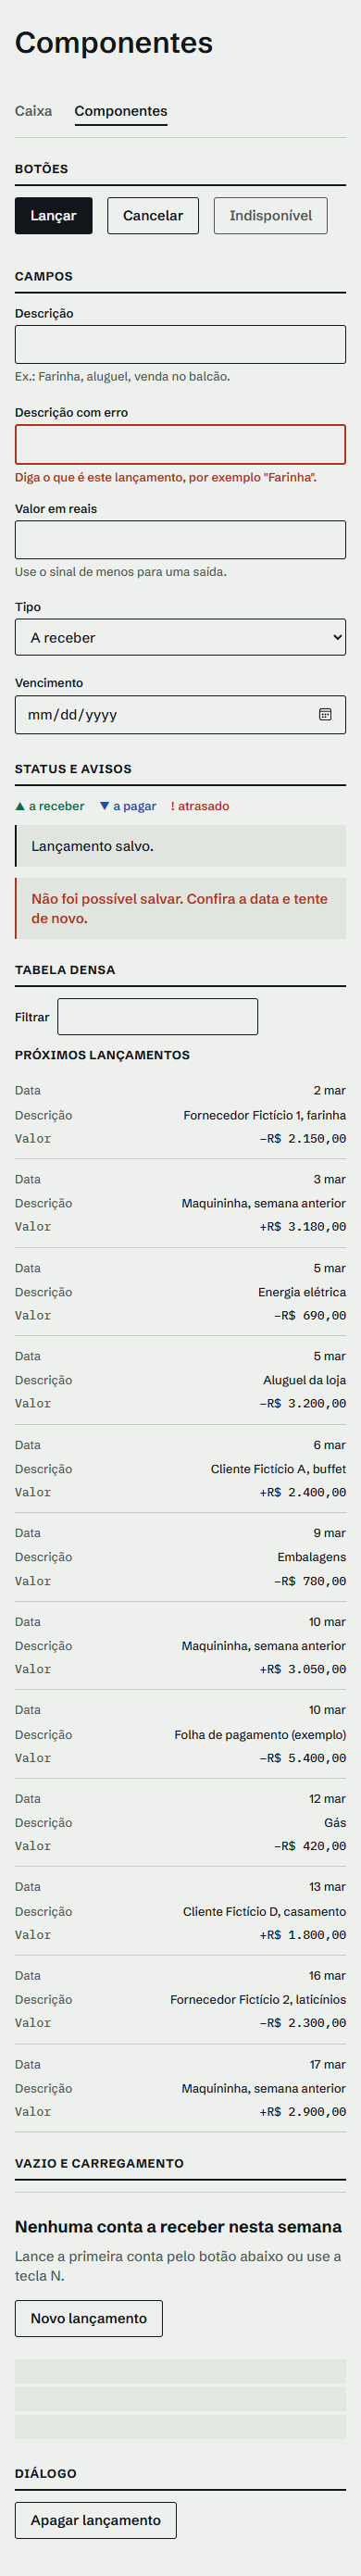 Componentes
Caixa Componentes
BOTÕES
Lançar Cancelar Indisponível
CAMPOS
Descrição
Ex.: Farinha, aluguel, venda no balcão.
Descrição com erro
Diga o que é este lançamento, por exemplo "Farinha".
Valor em reais
Use o sinal de menos para uma saída.
Tipo
A receber
Vencimento
mm/dd/yyyy
STATUS E AVISOS
▲ a receber ▼ a pagar ! atrasado
Lançamento salvo.
Não foi possível salvar. Confira a data e tente
de novo.
TABELA DENSA
Filtrar
PRÓXIMOS LANÇAMENTOS
Data 2 mar
Descrição Fornecedor Fictício 1, farinha
Valor −R$ 2.150,00
Data 3 mar
Descrição Maquininha, semana anterior
Valor +R$ 3.180,00
Data 5 mar
Descrição Energia elétrica
Valor −R$ 690,00
Data 5 mar
Descrição Aluguel da loja
Valor −R$ 3.200,00
Data 6 mar
Descrição Cliente Fictício A, buffet
Valor +R$ 2.400,00
Data 9 mar
Descrição Embalagens
Valor −R$ 780,00
Data 10 mar
Descrição Maquininha, semana anterior
Valor +R$ 3.050,00
Data 10 mar
Descrição Folha de pagamento (exemplo)
Valor −R$ 5.400,00
Data 12 mar
Descrição Gás
Valor −R$ 420,00
Data 13 mar
Descrição Cliente Fictício D, casamento
Valor +R$ 1.800,00
Data 16 mar
Descrição Fornecedor Fictício 2, laticínios
Valor −R$ 2.300,00
Data 17 mar
Descrição Maquininha, semana anterior
Valor +R$ 2.900,00
VAZIO E CARREGAMENTO
Nenhuma conta a receber nesta semana
Lance a primeira conta pelo botão abaixo ou use a
tecla N.
Novo lançamento
DIÁLOGO
Apagar lançamento